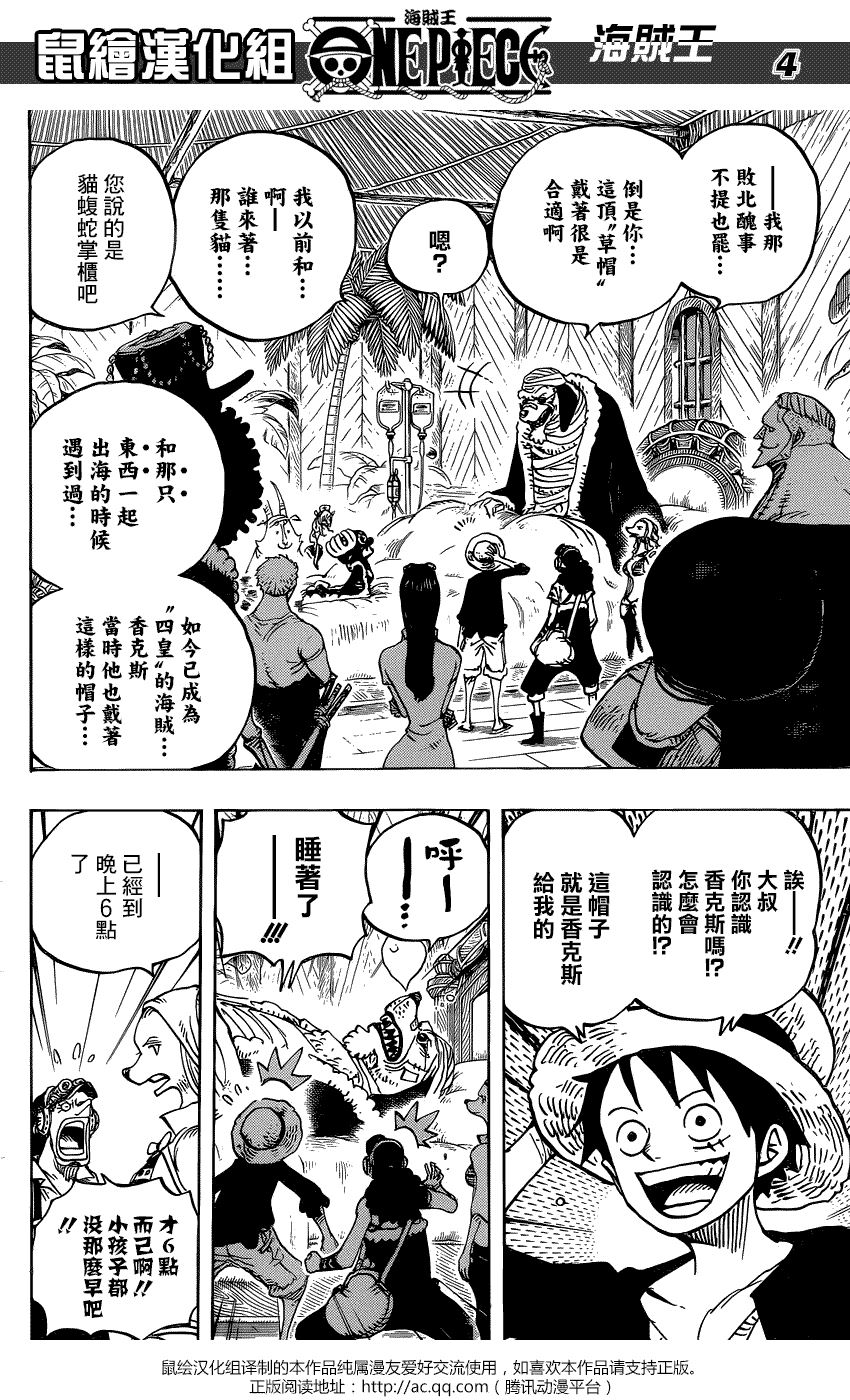 鼠繪漢化組
海賊王
ONE PIECE
海賊王
4
——我那
敗北醜事
不提也罷…
倒是你…
這頂〝草帽〞
戴著很是
合適啊
嗯?
我以前和…
啊——
誰來著…
那隻貓……
您說的是
貓蝮蛇掌櫃吧
和那只
東西一起
出海的時候
遇到過…
如今已成為
〝四皇〞的海賊…
香克斯
當時他也戴著
這樣的帽子…
誒——!!
大叔
你認識
香克斯嗎!?
怎麼會
認識的!?
這帽子
就是香克斯
給我的
呼——
——…
——睡著了
——!!!
——
已經到
晚上6點
了
才6點
而已啊!!
小孩子都
沒那麼早吧
!!
鼠绘汉化组译制的本作品纯属漫友爱好交流使用，如喜欢本作品请支持正版。
正版阅读地址：http://ac.qq.com（腾讯动漫平台）